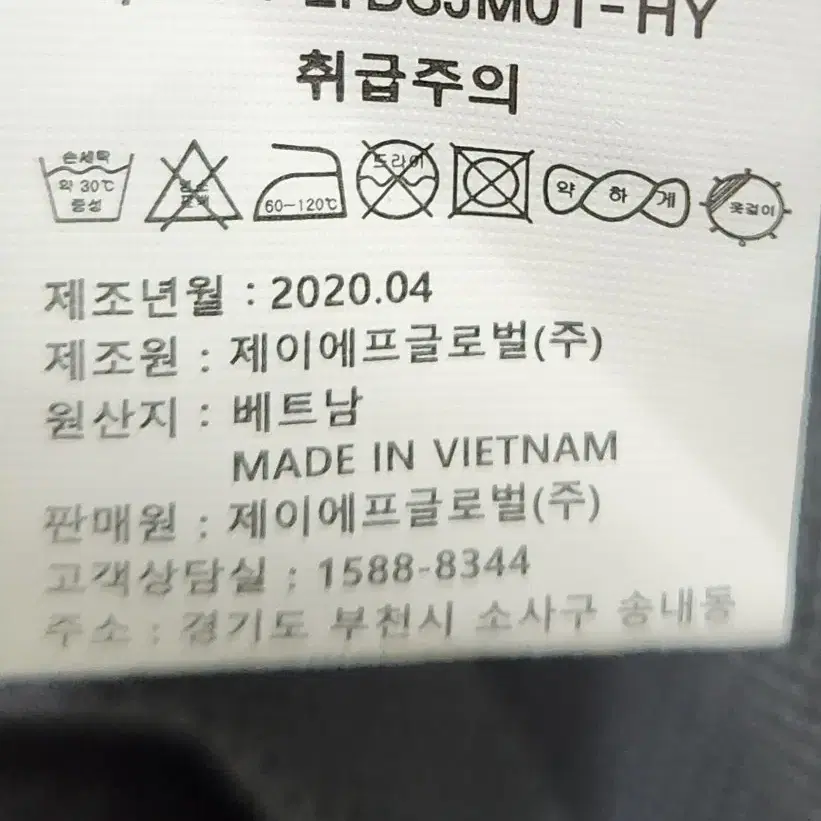 취급주의
손세탁 약 30℃ 중성
60~120℃
드라이
약 하 게
옷걸이
제조년월 : 2020.04
제조원 : 제이에프글로벌(주)
원산지 : 베트남
MADE IN VIETNAM
판매원 : 제이에프글로벌(주)
고객상담실 : 1588-8344
주소 : 경기도 부천시 소사구 송내동